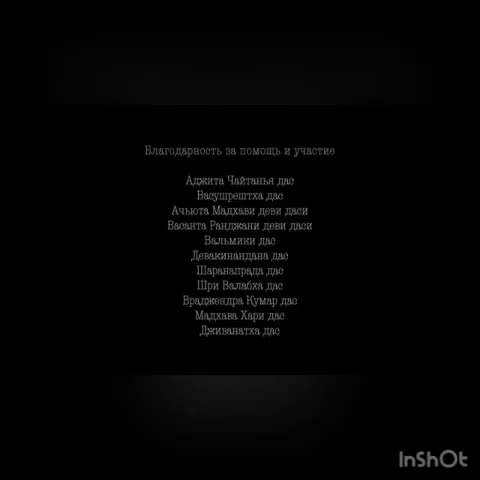 Благодарность за помощь и участие
Аджита Чайтанья дас
Васушрештха дас
Ачьюта Мадхави деви даси
Васанта Ранджани деви даси
Вальмики дас
Девакинандана дас
Шаранапрада дас
Шри Валабха дас
Враджендра Кумар дас
Мадхава Хари дас
Дживанатха дас
InShOt